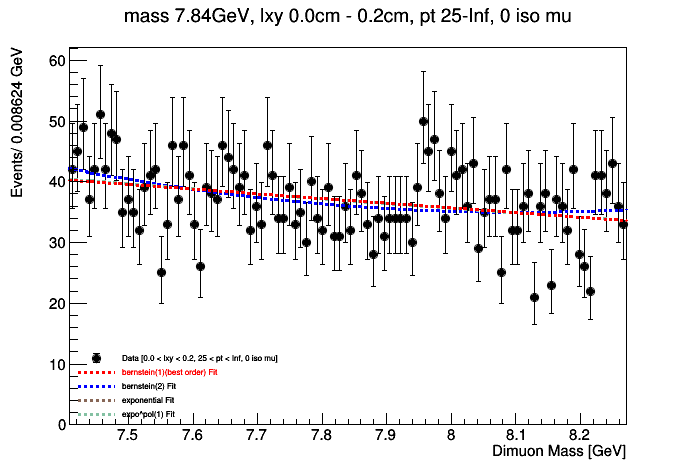 mass 7.84GeV, lxy 0.0cm - 0.2cm, pt 25-Inf, 0 iso mu
Events/ 0.008624 GeV
60
50
40
30
20
10
0
Data [0.0 < lxy < 0.2, 25 < pt < Inf, 0 iso mu]
bernstein(1)(best order) Fit
bernstein(2) Fit
exponential Fit
expo*pol(1) Fit
7.5 7.6 7.7 7.8 7.9 8 8.1 8.2
Dimuon Mass [GeV]